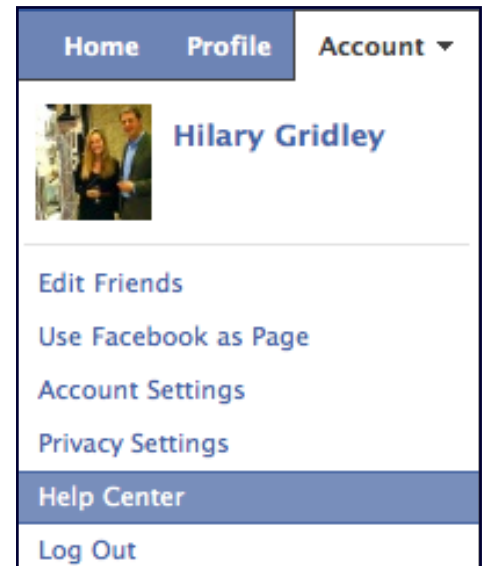 Home Profile Account ▼
Hilary Gridley
Edit Friends
Use Facebook as Page
Account Settings
Privacy Settings
Help Center
Log Out